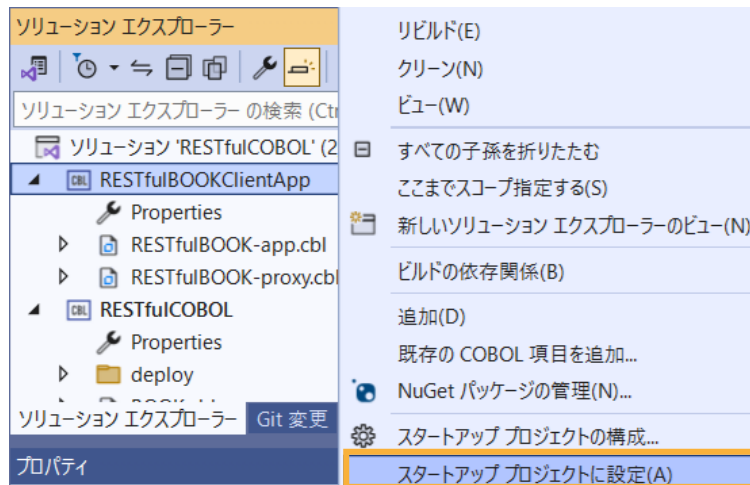 ソリューション エクスプローラー
ソリューション エクスプローラー の検索 (Ctr
ソリューション 'RESTfulCOBOL' (2
CBL RESTfulBOOKClientApp
Properties
RESTfulBOOK-app.cbl
RESTfulBOOK-proxy.cbl
CBL RESTfulCOBOL
Properties
deploy
ソリューション エクスプローラー Git 変更
プロパティ
リビルド(E)
クリーン(N)
ビュー(W)
すべての子孫を折りたたむ
ここまでスコープ指定する(S)
新しいソリューション エクスプローラーのビュー(N)
ビルドの依存関係(B)
追加(D)
既存の COBOL 項目を追加...
NuGet パッケージの管理(N)...
スタートアップ プロジェクトの構成...
スタートアップ プロジェクトに設定(A)